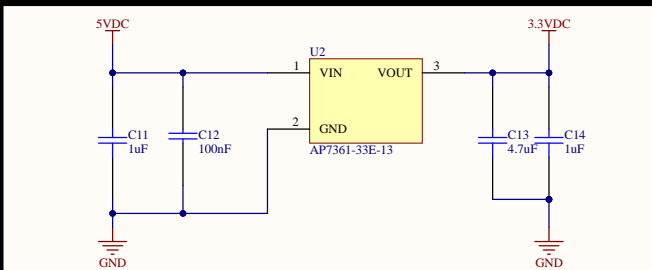 5VDC
3.3VDC
U2
1 VIN VOUT 3
2 GND
C11
1uF
C12
100nF
AP7361-33E-13
C13
4.7uF
C14
1uF
GND
GND